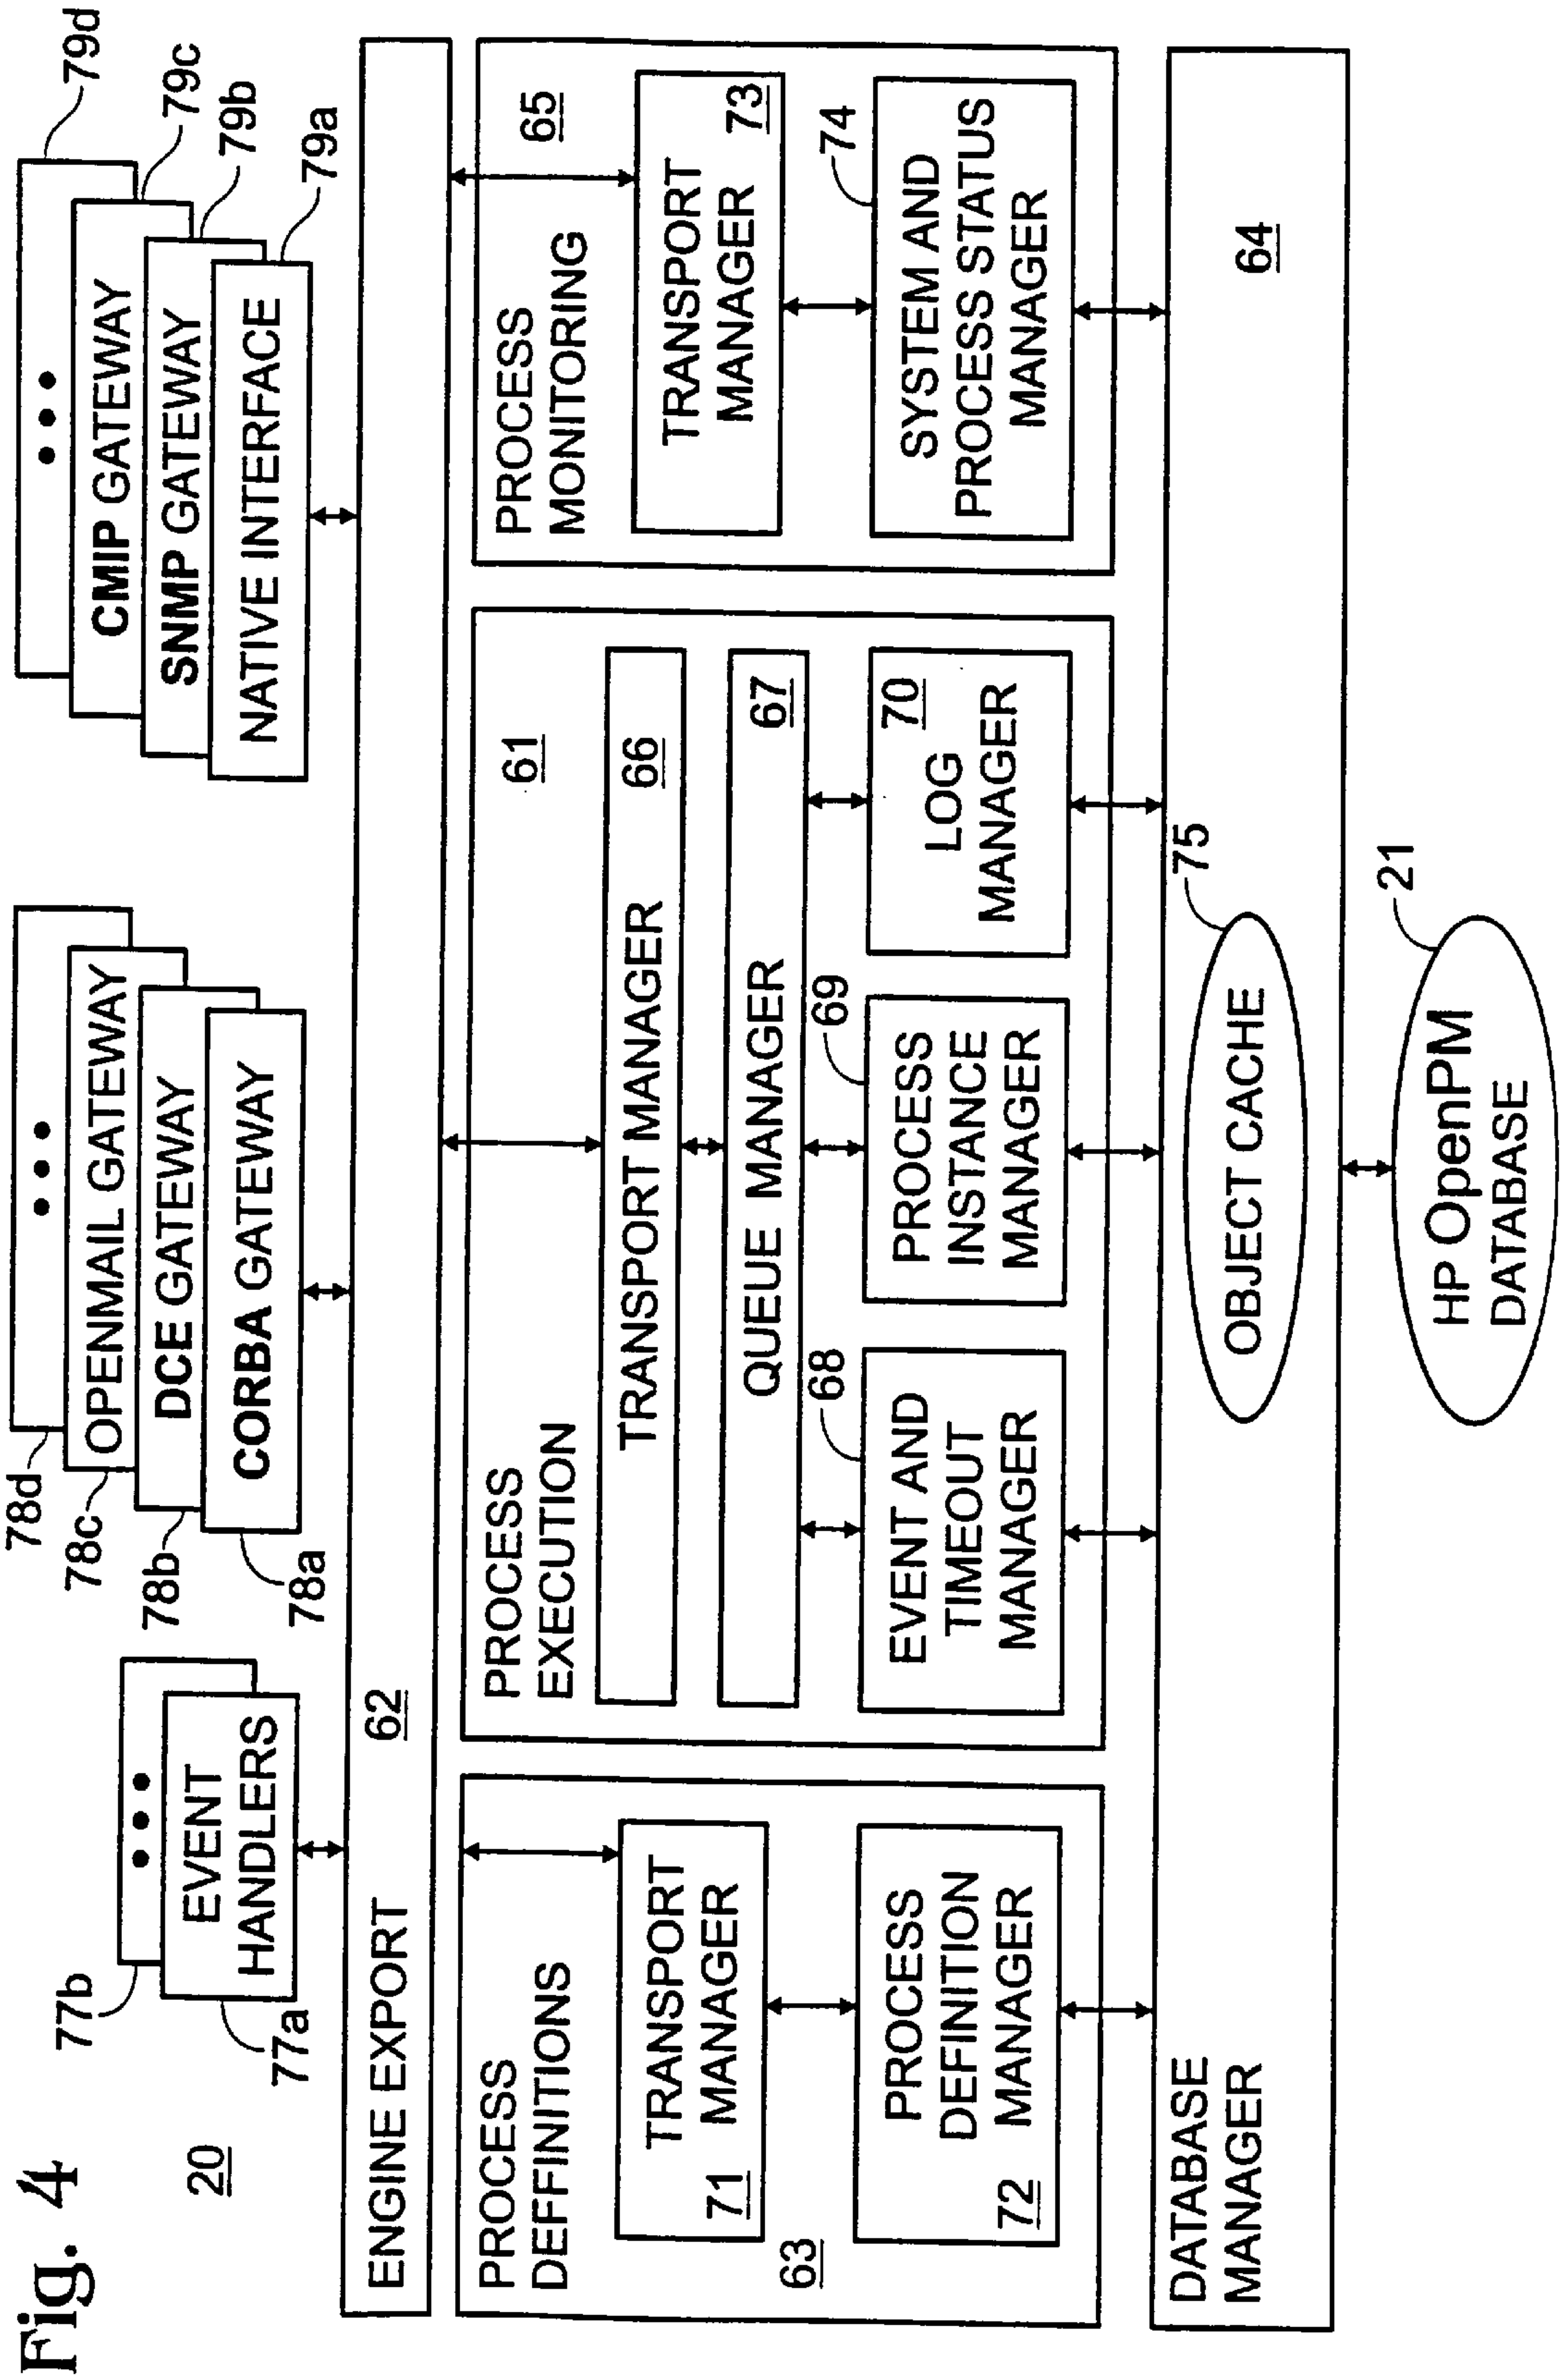 Fig. 4
20
77b
77a
• • •
EVENT
HANDLERS
78d
78c
78b
78a
• • •
OPENMAIL GATEWAY
DCE GATEWAY
CORBA GATEWAY
79d
79c
79b
79a
• • •
CMIP GATEWAY
SNMP GATEWAY
NATIVE INTERFACE
ENGINE EXPORT
62
PROCESS
DEFFINITIONS
TRANSPORT
MANAGER
71
PROCESS
DEFINITION
MANAGER
72
63
PROCESS
EXECUTION
61
TRANSPORT MANAGER
66
QUEUE MANAGER
67
68
EVENT AND
TIMEOUT
MANAGER
69
PROCESS
INSTANCE
MANAGER
70
LOG
MANAGER
PROCESS
MONITORING
65
TRANSPORT
MANAGER
73
74
SYSTEM AND
PROCESS STATUS
MANAGER
DATABASE
MANAGER
64
75
OBJECT CACHE
21
HP OpenPM
DATABASE